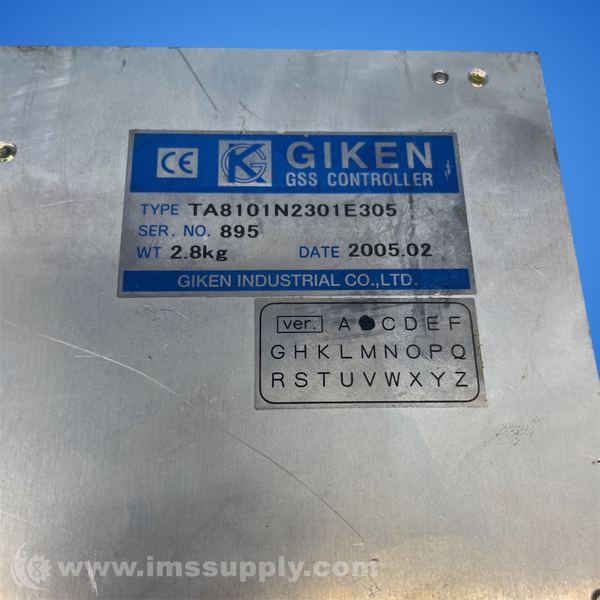 CE GK GIKEN
GSS CONTROLLER
TYPE TA8101N2301E305
SER. NO. 895
WT 2.8kg DATE 2005.02
GIKEN INDUSTRIAL CO.,LTD.
ver. A CDEF
GHKLMNOPQ
RSTUVWXYZ
www.imssupply.com